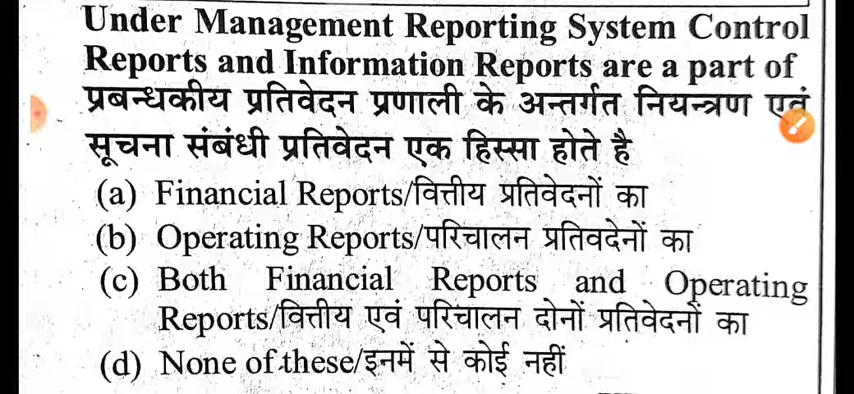 Under Management Reporting System Control
Reports and Information Reports are a part of
प्रबन्धकीय प्रतिवेदन प्रणाली के अन्तर्गत नियन्त्रण एवं
सूचना संबंधी प्रतिवेदन एक हिस्सा होते है
(a) Financial Reports/वित्तीय प्रतिवेदनों का
(b) Operating Reports/परिचालन प्रतिवदेनों का
(c) Both Financial Reports and Operating
Reports/वित्तीय एवं परिचालन दोनों प्रतिवेदनों का
(d) None of these/इनमें से कोई नहीं